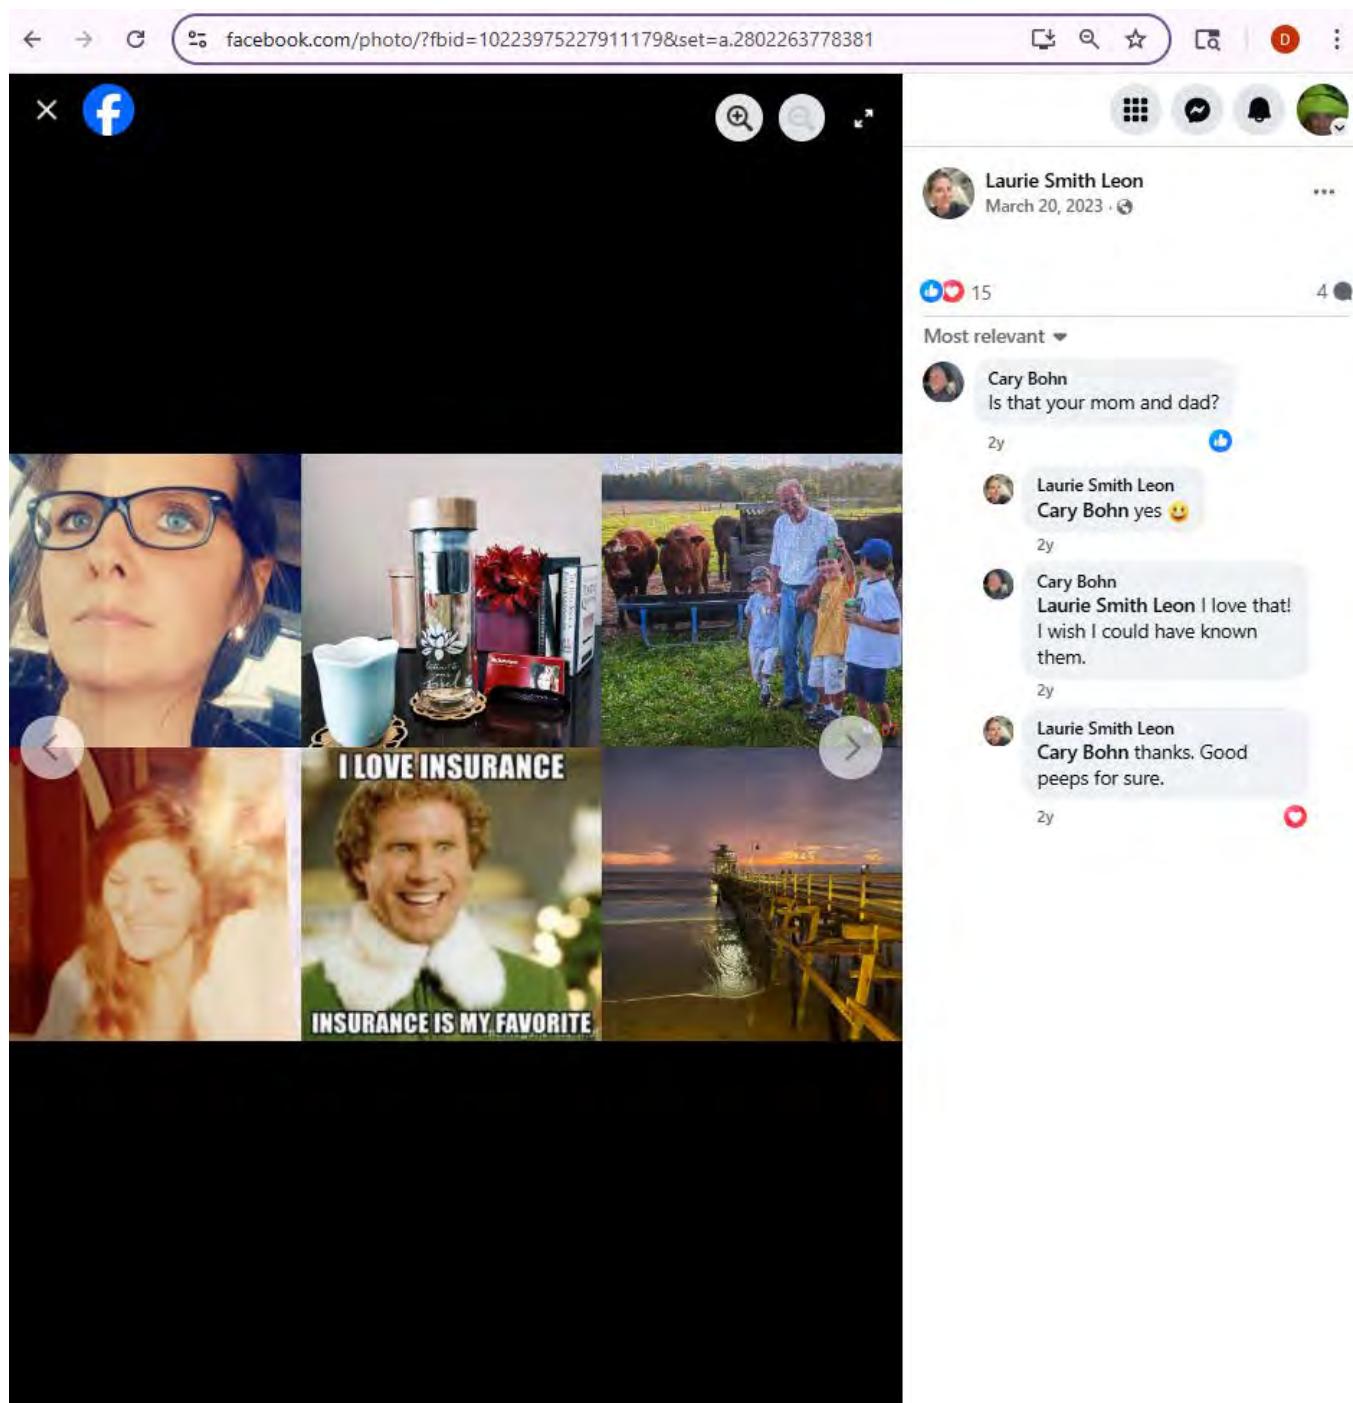 facebook.com/photo/?fbid=10223975227911179&set=a.2802263778381
D
Laurie Smith Leon
March 20, 2023 ·
15
4
Most relevant
Cary Bohn
Is that your mom and dad?
2y
Laurie Smith Leon
Cary Bohn yes
2y
Cary Bohn
Laurie Smith Leon I love that!
I wish I could have known
them.
2y
Laurie Smith Leon
Cary Bohn thanks. Good
peeps for sure.
2y
I LOVE INSURANCE
INSURANCE IS MY FAVORITE